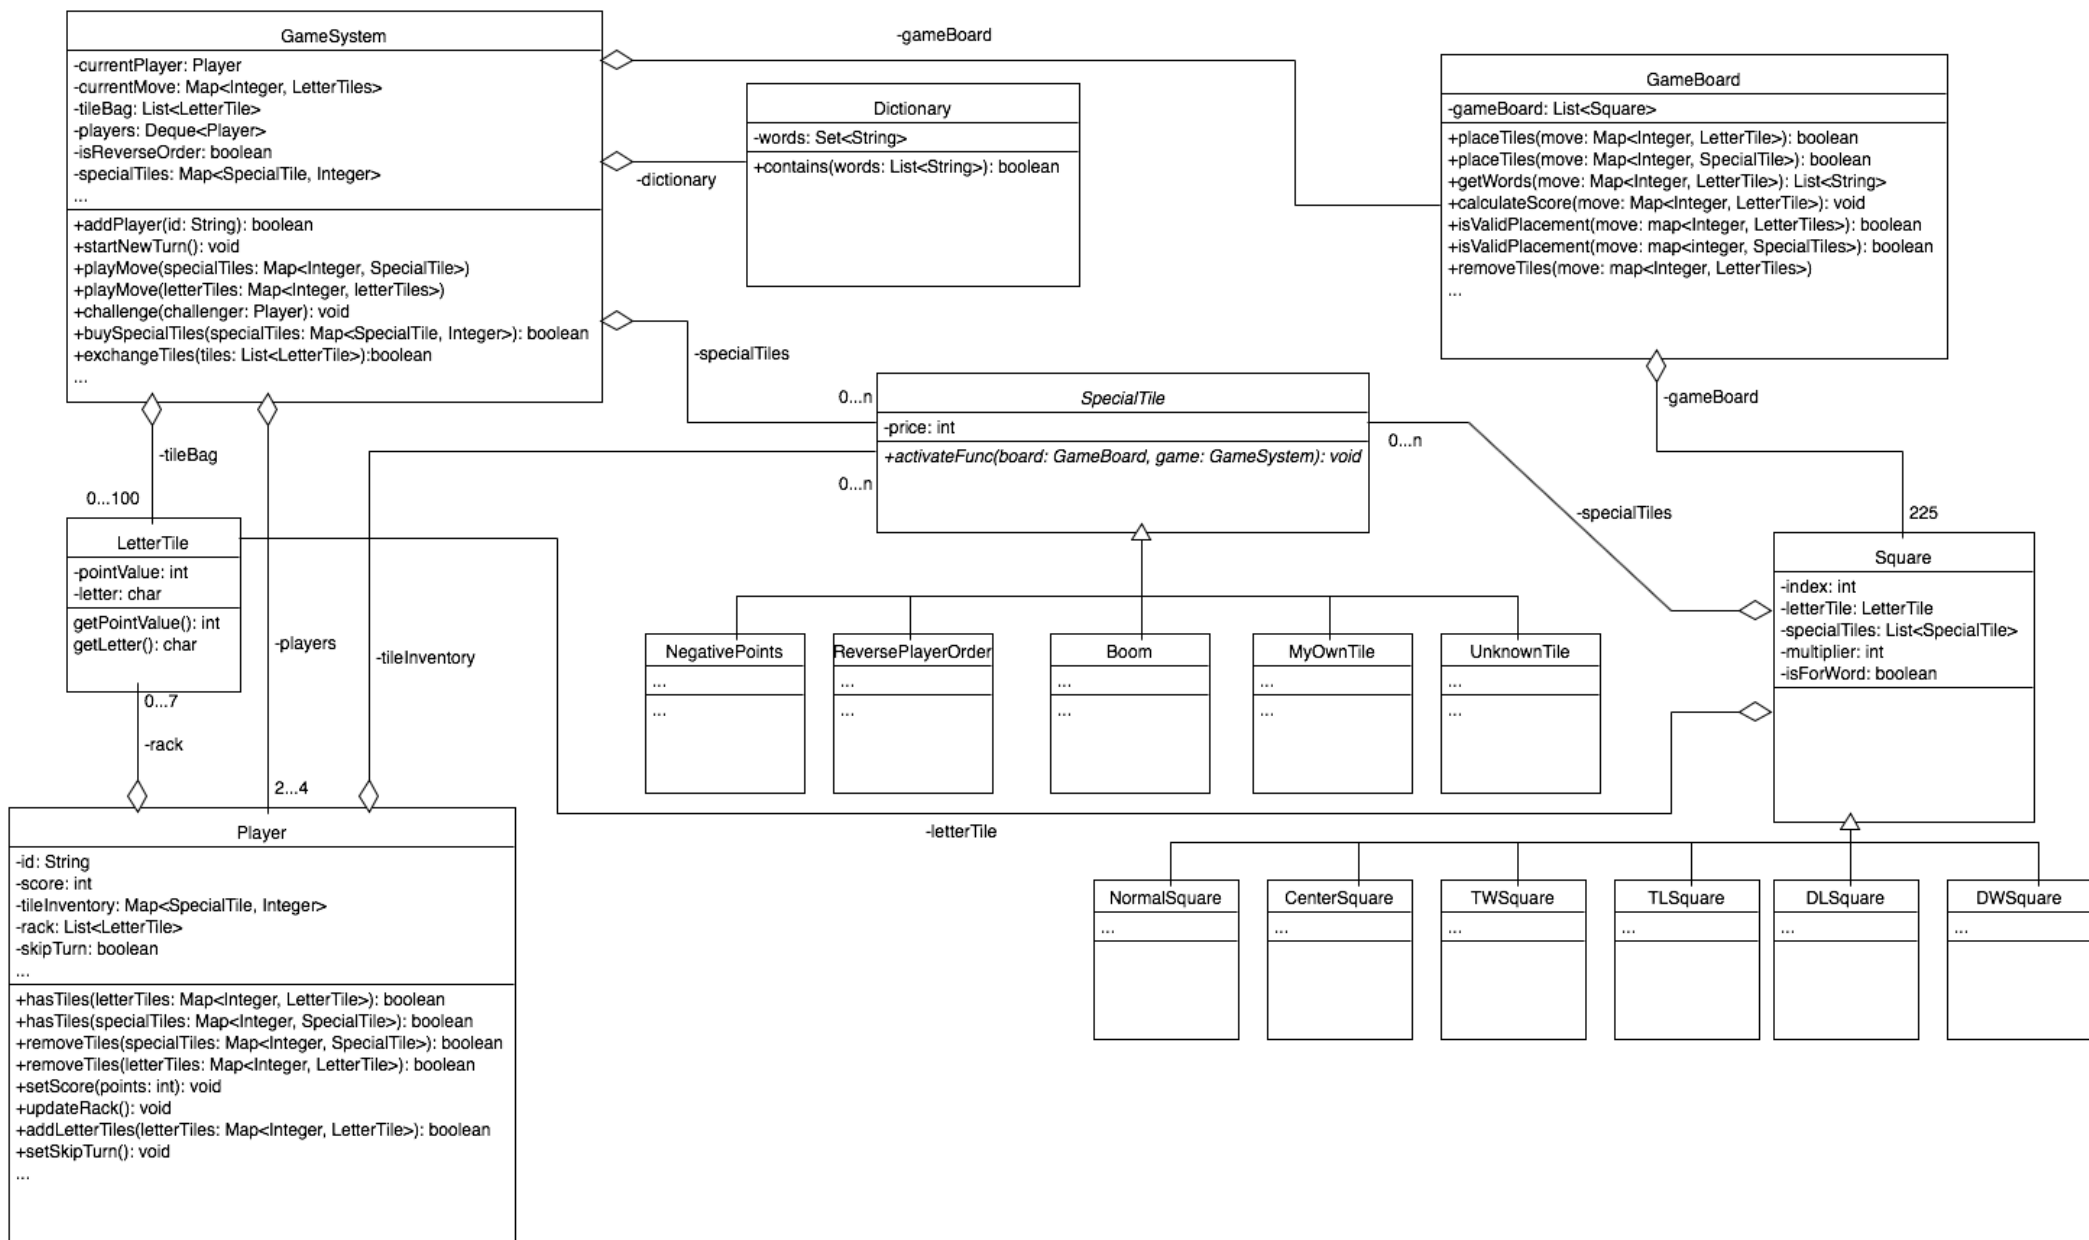 GameSystem
-currentPlayer: Player
-currentMove: Map<Integer, LetterTiles>
-tileBag: List<LetterTile>
-players: Deque<Player>
-isReverseOrder: boolean
-specialTiles: Map<SpecialTile, Integer>
...
+addPlayer(id: String): boolean
+startNewTurn(): void
+playMove(specialTiles: Map<Integer, SpecialTile>)
+playMove(letterTiles: Map<Integer, letterTiles>)
+challenge(challenger: Player): void
+buySpecialTiles(specialTiles: Map<SpecialTile, Integer>): boolean
+exchangeTiles(tiles: List<LetterTile>):boolean
...
-gameBoard
Dictionary
-words: Set<String>
+contains(words: List<String>): boolean
-dictionary
GameBoard
-gameBoard: List<Square>
+placeTiles(move: Map<Integer, LetterTile>): boolean
+placeTiles(move: Map<Integer, SpecialTile>): boolean
+getWords(move: Map<Integer, LetterTile>): List<String>
+calculateScore(move: Map<Integer, LetterTile>): void
+isValidPlacement(move: map<Integer, LetterTiles>): boolean
+isValidPlacement(move: map<integer, SpecialTiles>): boolean
+removeTiles(move: map<Integer, LetterTiles>)
...
-specialTiles
0...n
SpecialTile
-price: int
+activateFunc(board: GameBoard, game: GameSystem): void
0...n
0...n
-gameBoard
-specialTiles
225
-tileBag
0...100
LetterTile
-pointValue: int
-letter: char
getPointValue(): int
getLetter(): char
0...7
-rack
-players
2...4
-tileInventory
NegativePoints
...
...
ReversePlayerOrder
...
...
Boom
...
...
MyOwnTile
...
...
UnknownTile
...
...
Square
-index: int
-letterTile: LetterTile
-specialTiles: List<SpecialTile>
-multiplier: int
-isForWord: boolean
-letterTile
Player
-id: String
-score: int
-tileInventory: Map<SpecialTile, Integer>
-rack: List<LetterTile>
-skipTurn: boolean
...
+hasTiles(letterTiles: Map<Integer, LetterTile>): boolean
+hasTiles(specialTiles: Map<Integer, SpecialTile>): boolean
+removeTiles(specialTiles: Map<Integer, SpecialTile>): boolean
+removeTiles(letterTiles: Map<Integer, LetterTile>): boolean
+setScore(points: int): void
+updateRack(): void
+addLetterTiles(letterTiles: Map<Integer, LetterTile>): boolean
+setSkipTurn(): void
...
NormalSquare
...
CenterSquare
...
TWSquare
...
TLSquare
...
DLSquare
...
DWSquare
...